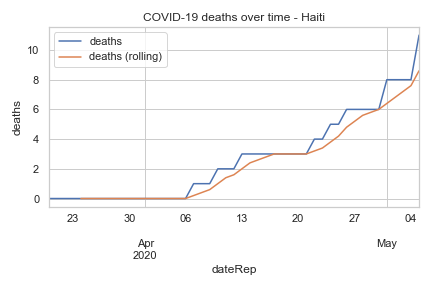 COVID-19 deaths over time - Haiti
deaths
deaths (rolling)
deaths
10
8
6
4
2
0
23 30 06 13 20 27 04
Apr May
2020
dateRep